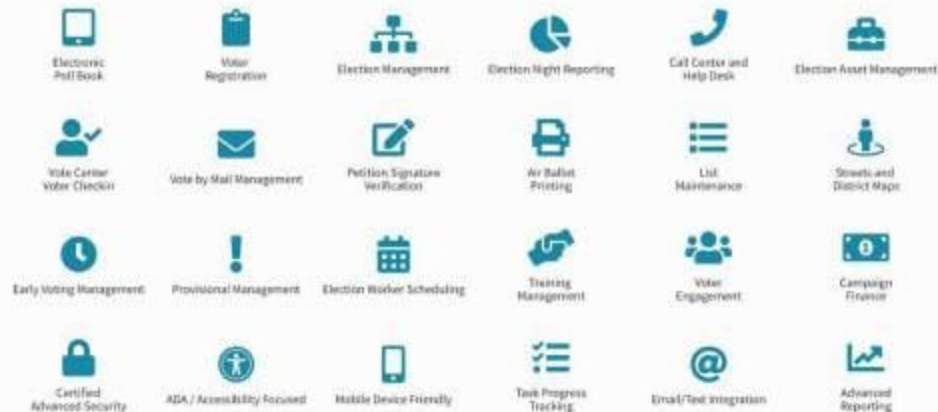 Electronic
Poll Book
Voter
Registration
Election Management
Election Night Reporting
Call Center and
Help Desk
Election Asset Management
Vote Center
Voter Checkin
Vote by Mail Management
Petition Signature
Verification
Air Ballot
Printing
List
Maintenance
Streets and
District Maps
Early Voting Management
Provisional Management
Election Worker Scheduling
Training
Management
Voter
Engagement
Campaign
Finance
Certified
Advanced Security
ADA / Accessibility Focused
Mobile Device Friendly
Task Progress
Tracking
Email/Text Integration
Advanced
Reporting